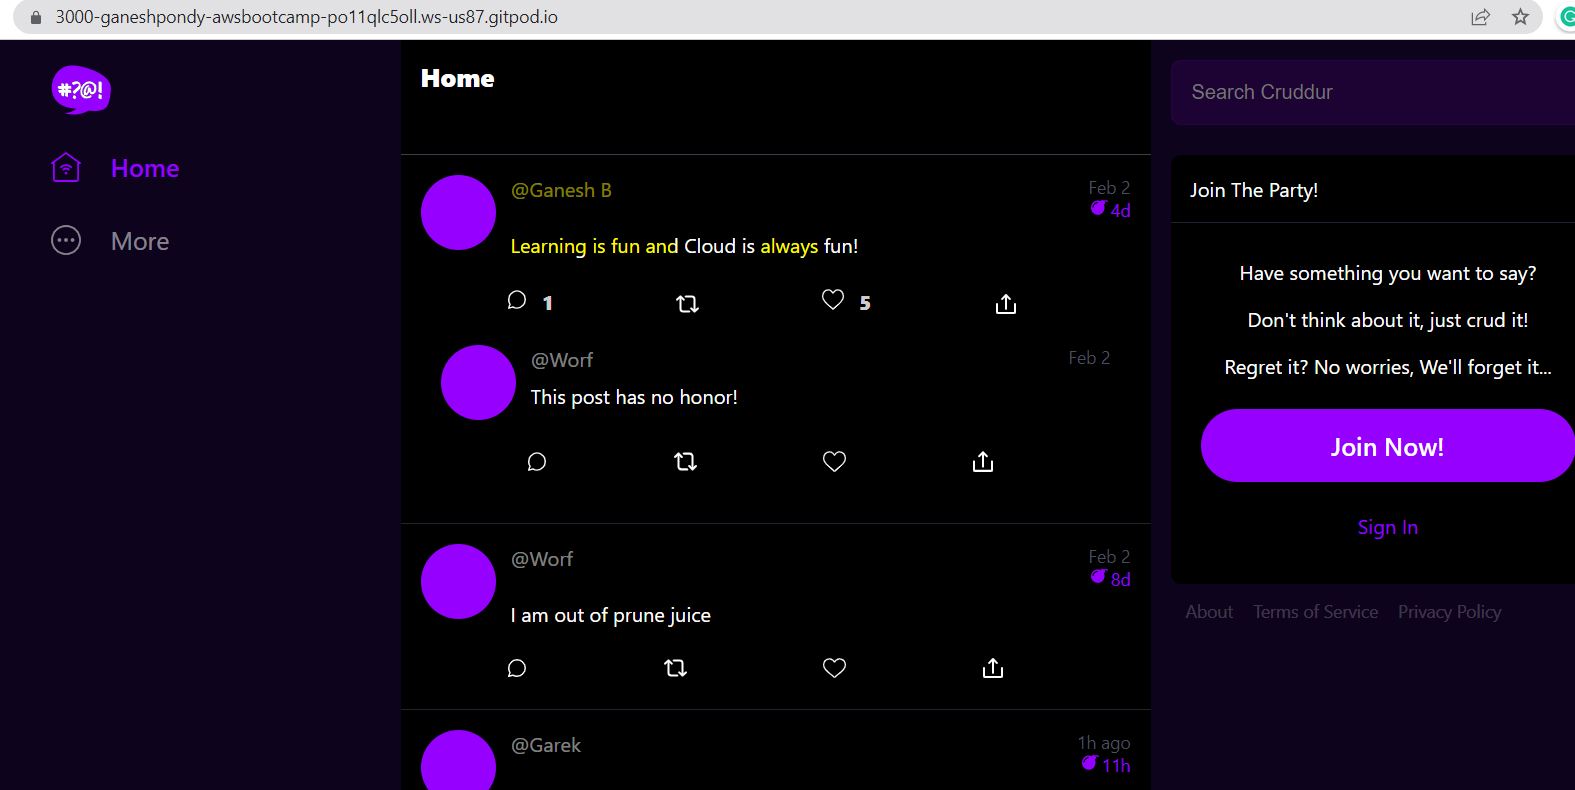 3000-ganeshpondy-awsbootcamp-po11qlc5oll.ws-us87.gitpod.io
#?@!
Home
More
Home
@Ganesh B
Feb 2
4d
Learning is fun and Cloud is always fun!
1
5
@Worf
Feb 2
This post has no honor!
@Worf
Feb 2
8d
I am out of prune juice
@Garek
1h ago
11h
Search Cruddur
Join The Party!
Have something you want to say?
Don't think about it, just crud it!
Regret it? No worries, We'll forget it...
Join Now!
Sign In
About Terms of Service Privacy Policy